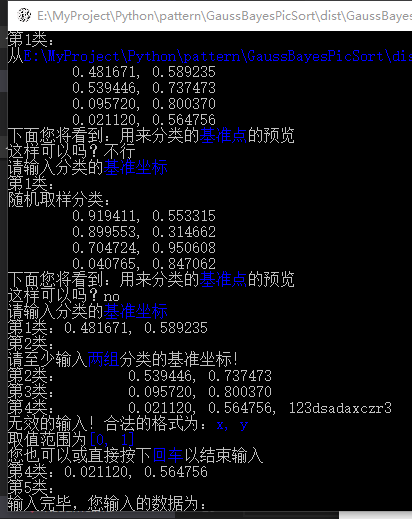 E:\MyProject\Python\pattern\GaussBayesPicSort\dist\GaussBayes
第1类:
从E:\MyProject\Python\pattern\GaussBayesPicSort\dis
0.481671, 0.589235
0.539446, 0.737473
0.095720, 0.800370
0.021120, 0.564756
下面您将看到: 用来分类的基准点的预览
这样可以吗? 不行
请输入分类的基准坐标
第1类:
随机取样分类:
0.919411, 0.553315
0.899553, 0.314662
0.704724, 0.950608
0.040765, 0.847062
下面您将看到: 用来分类的基准点的预览
这样可以吗? no
请输入分类的基准坐标
第1类: 0.481671, 0.589235
第2类:
请至少输入两组分类的基准坐标!
第2类: 0.539446, 0.737473
第3类: 0.095720, 0.800370
第4类: 0.021120, 0.564756, 123dsadaxczr3
无效的输入! 合法的格式为: x, y
取值范围为[0, 1]
您也可以或直接按下回车以结束输入
第4类: 0.021120, 0.564756
第5类:
输入完毕, 您输入的数据为: